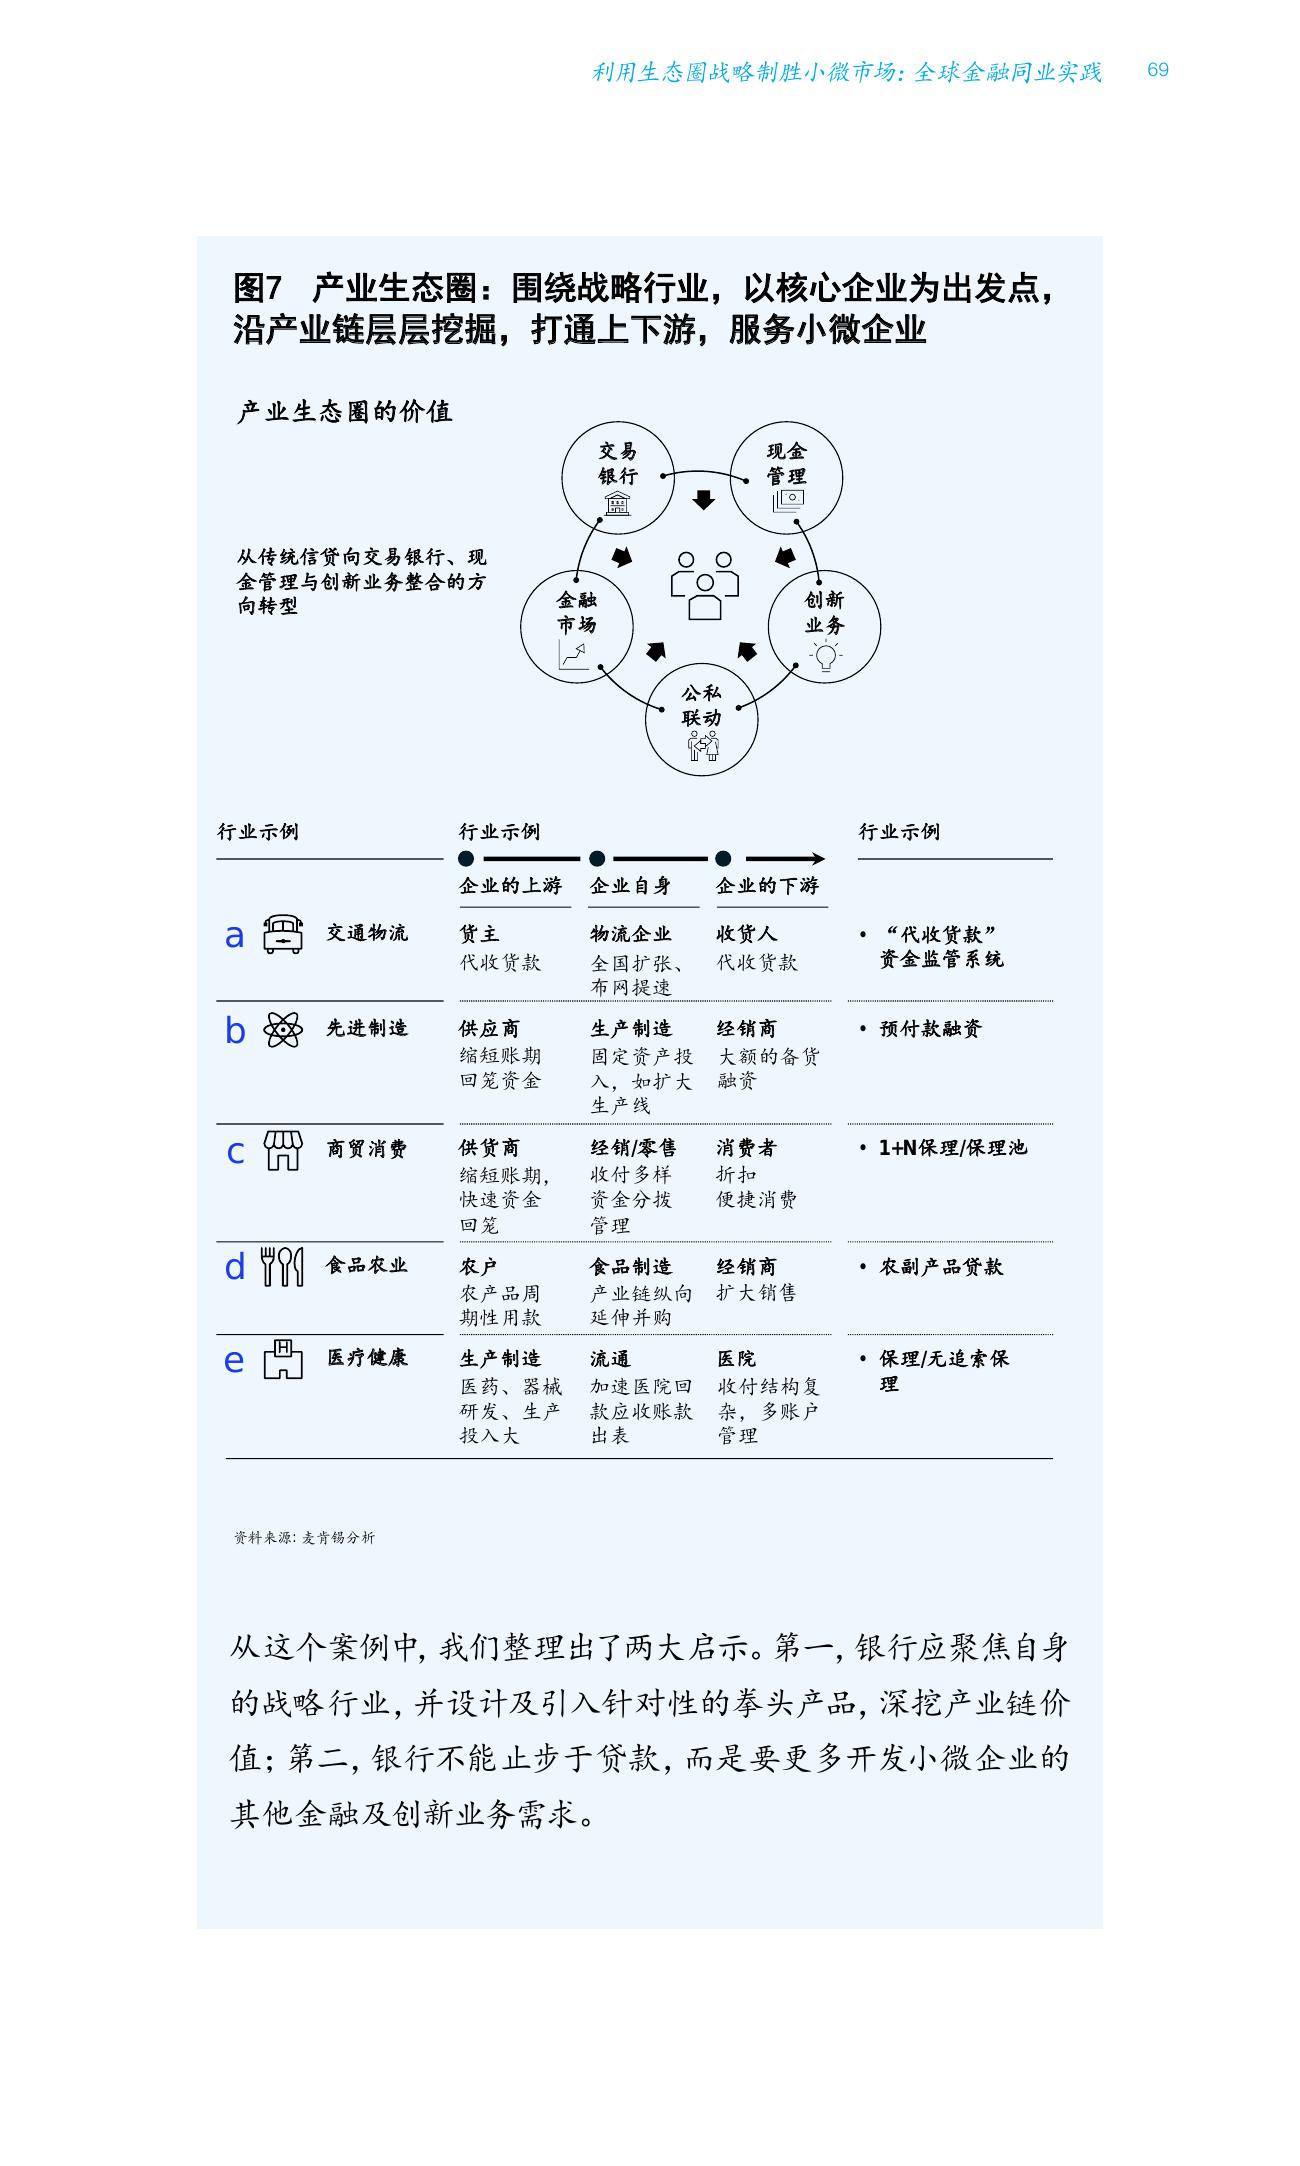 利用生态圈战略制胜小微市场：全球金融同业实践 69
图7 产业生态圈：围绕战略行业，以核心企业为出发点，
沿产业链层层挖掘，打通上下游，服务小微企业
产业生态圈的价值
从传统信贷向交易银行、现
金管理与创新业务整合的方
向转型
交易
银行
现金
管理
金融
市场
创新
业务
公私
联动
行业示例 行业示例 行业示例
企业的上游 企业自身 企业的下游
a 交通物流
货主
代收货款
物流企业
全国扩张、
布网提速
收货人
代收货款
• “代收货款”
资金监管系统
b 先进制造
供应商
缩短账期
回笼资金
生产制造
固定资产投
入，如扩大
生产线
经销商
大额的备货
融资
• 预付款融资
c 商贸消费
供货商
缩短账期，
快速资金
回笼
经销/零售
收付多样
资金分拨
管理
消费者
折扣
便捷消费
• 1+N保理/保理池
d 食品农业
农户
农产品周
期性用款
食品制造
产业链纵向
延伸并购
经销商
扩大销售
• 农副产品贷款
e 医疗健康
生产制造
医药、器械
研发、生产
投入大
流通
加速医院回
款应收账款
出表
医院
收付结构复
杂，多账户
管理
• 保理/无追索保
理
资料来源：麦肯锡分析
从这个案例中，我们整理出了两大启示。第一，银行应聚焦自身
的战略行业，并设计及引入针对性的拳头产品，深挖产业链价
值；第二，银行不能止步于贷款，而是要更多开发小微企业的
其他金融及创新业务需求。